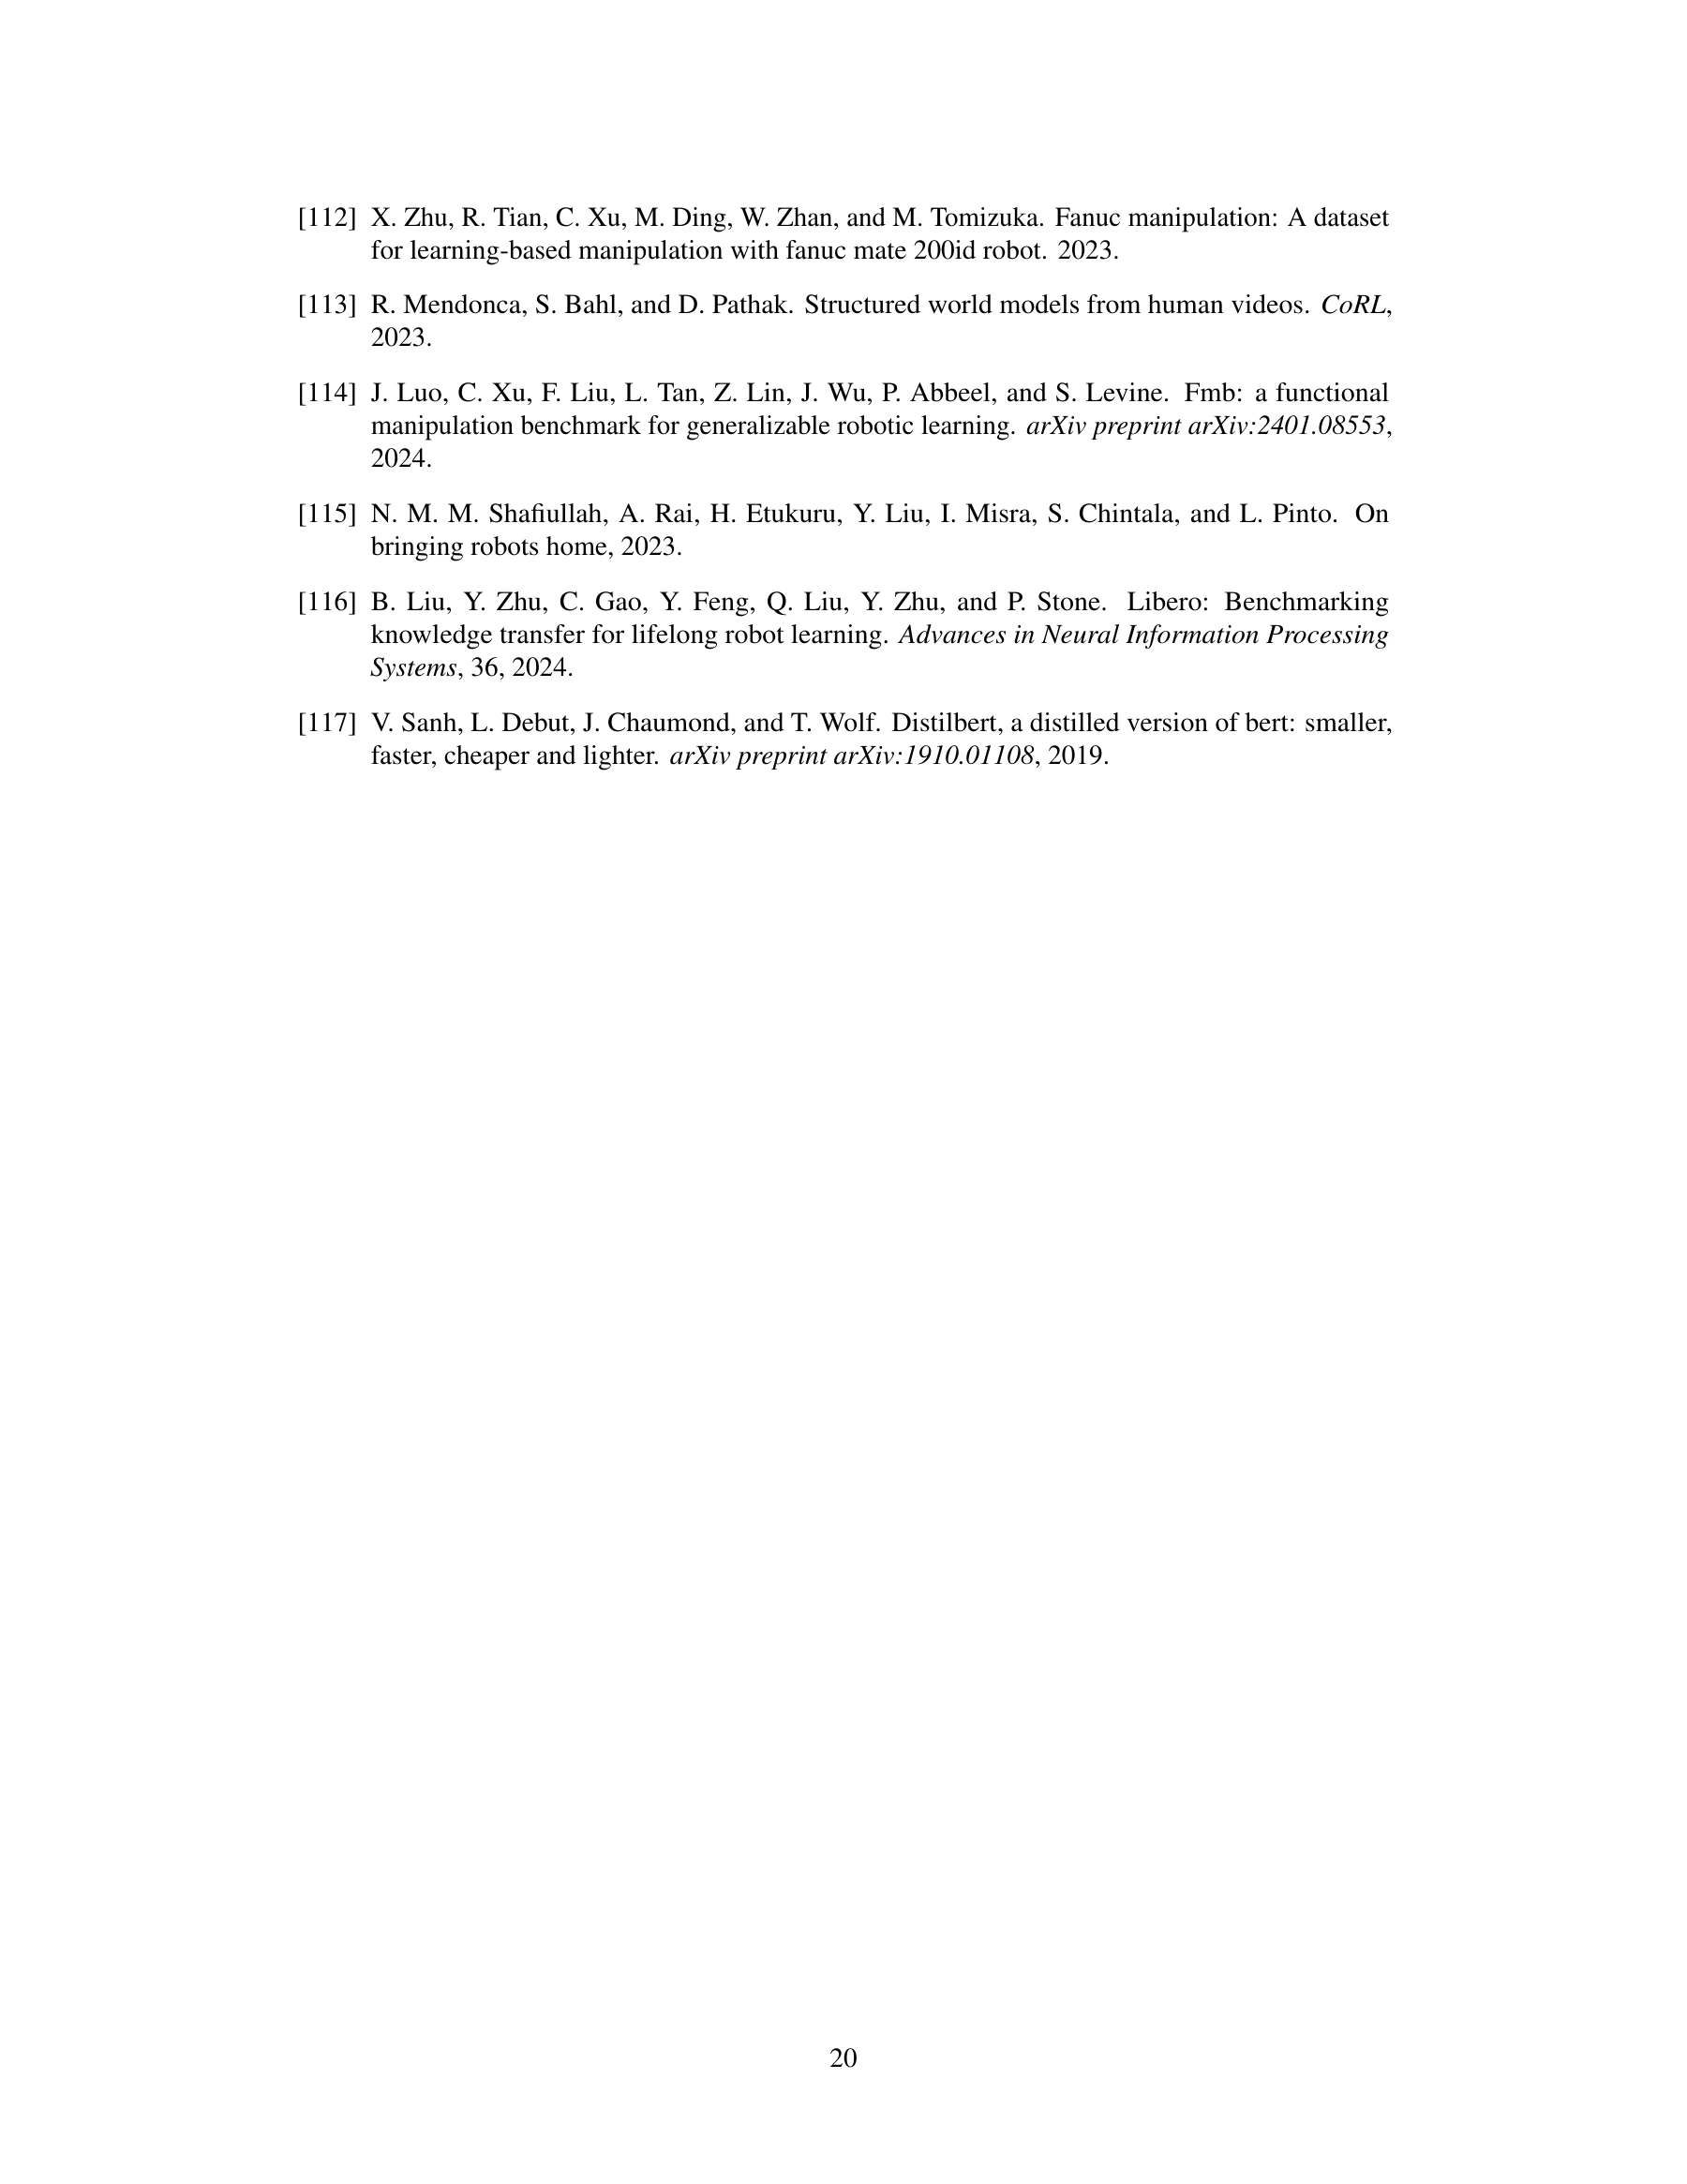 [112] X. Zhu, R. Tian, C. Xu, M. Ding, W. Zhan, and M. Tomizuka. Fanuc manipulation: A dataset
for learning-based manipulation with fanuc mate 200id robot. 2023.
[113] R. Mendonca, S. Bahl, and D. Pathak. Structured world models from human videos. CoRL,
2023.
[114] J. Luo, C. Xu, F. Liu, L. Tan, Z. Lin, J. Wu, P. Abbeel, and S. Levine. Fmb: a functional
manipulation benchmark for generalizable robotic learning. arXiv preprint arXiv:2401.08553,
2024.
[115] N. M. M. Shafiullah, A. Rai, H. Etukuru, Y. Liu, I. Misra, S. Chintala, and L. Pinto. On
bringing robots home, 2023.
[116] B. Liu, Y. Zhu, C. Gao, Y. Feng, Q. Liu, Y. Zhu, and P. Stone. Libero: Benchmarking
knowledge transfer for lifelong robot learning. Advances in Neural Information Processing
Systems, 36, 2024.
[117] V. Sanh, L. Debut, J. Chaumond, and T. Wolf. Distilbert, a distilled version of bert: smaller,
faster, cheaper and lighter. arXiv preprint arXiv:1910.01108, 2019.
20